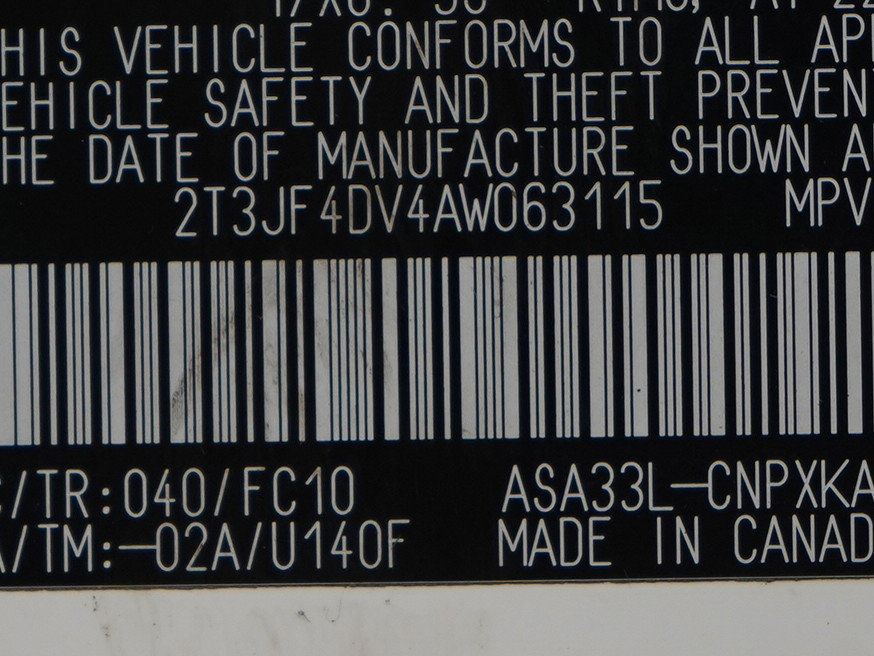 HIS VEHICLE CONFORMS TO ALL AP
EHICLE SAFETY AND THEFT PREVEN
HE DATE OF MANUFACTURE SHOWN A
2T3JF4DV4AW063115 MPV
/TR:040/FC10 ASA33L-CNPXKA
/TM:-02A/U140F MADE IN CANAD